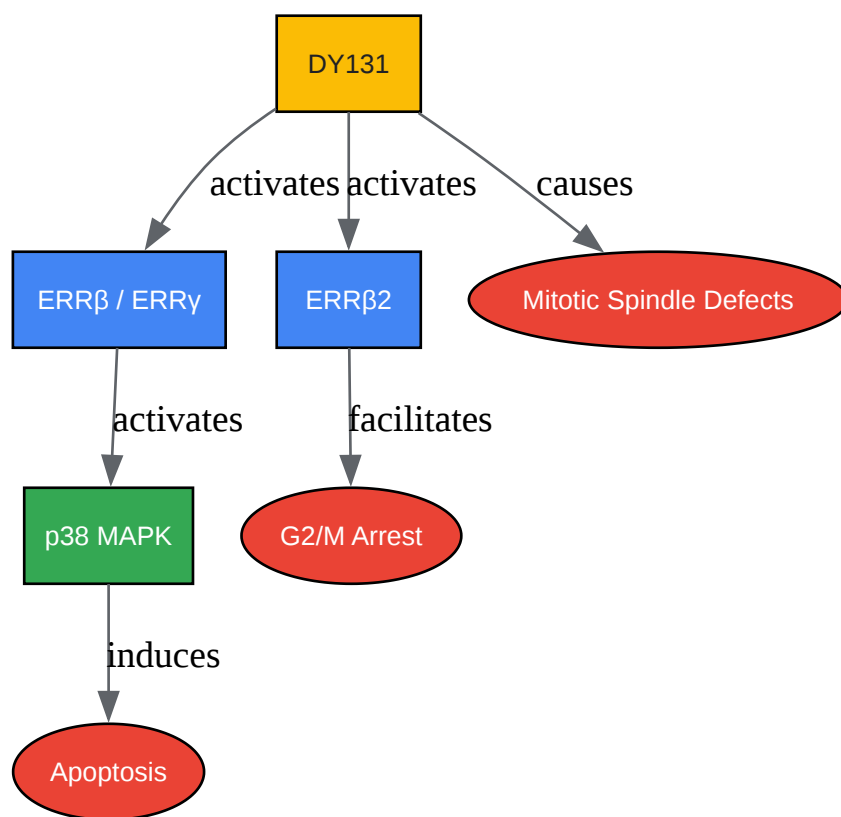 DY131
activates activates causes
ERRβ / ERRγ ERRβ2 Mitotic Spindle Defects
activates facilitates
p38 MAPK G2/M Arrest
induces
Apoptosis